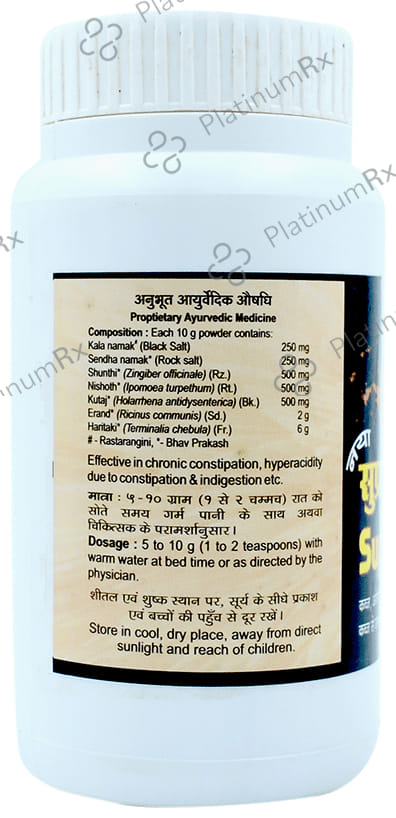 PlatinumRx
PlatinumRx
PlatinumRx
PlatinumRx
अनुभूत आयुर्वेदिक औषधि
Proptietary Ayurvedic Medicine
Composition : Each 10 g powder contains:
Kala namak# (Black Salt) 250 mg
Sendha namak* (Rock salt) 250 mg
Shunthi* (Zingiber officinale) (Rz.) 500 mg
Nishoth* (Ipomoea turpethum) (Rt.) 500 mg
Kutaj* (Holarrhena antidysenterica) (Bk.) 500 mg
Erand* (Ricinus communis) (Sd.) 2 g
Haritaki* (Terminalia chebula) (Fr.) 6 g
# - Rastarangini, *- Bhav Prakash
Effective in chronic constipation, hyperacidity
due to constipation & indigestion etc.
मात्रा : ५-१० ग्राम (१ से २ चम्मच) रात को
सोते समय गर्म पानी के साथ अथवा
चिकित्सक के परामर्शानुसार।
Dosage : 5 to 10 g (1 to 2 teaspoons) with
warm water at bed time or as directed by the
physician.
शीतल एवं शुष्क स्थान पर, सूर्य के सीधे प्रकाश
एवं बच्चों की पहुँच से दूर रखें।
Store in cool, dry place, away from direct
sunlight and reach of children.